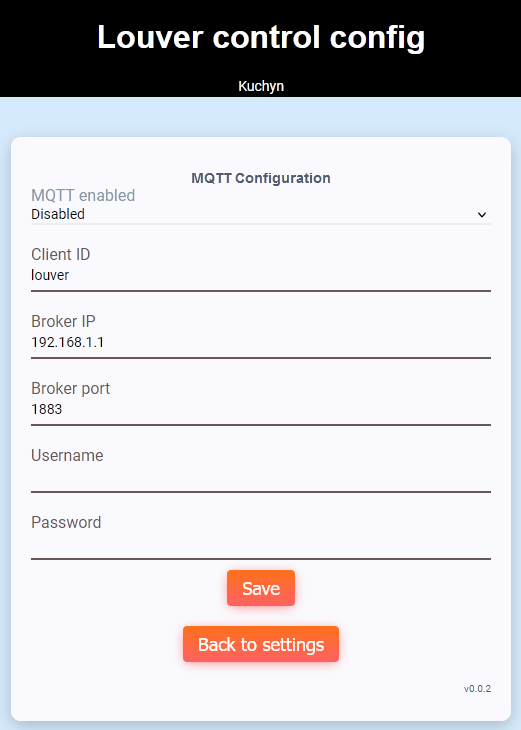 Louver control config
Kuchyn
MQTT Configuration
MQTT enabled
Disabled
Client ID
louver
Broker IP
192.168.1.1
Broker port
1883
Username
Password
Save
Back to settings
v0.0.2